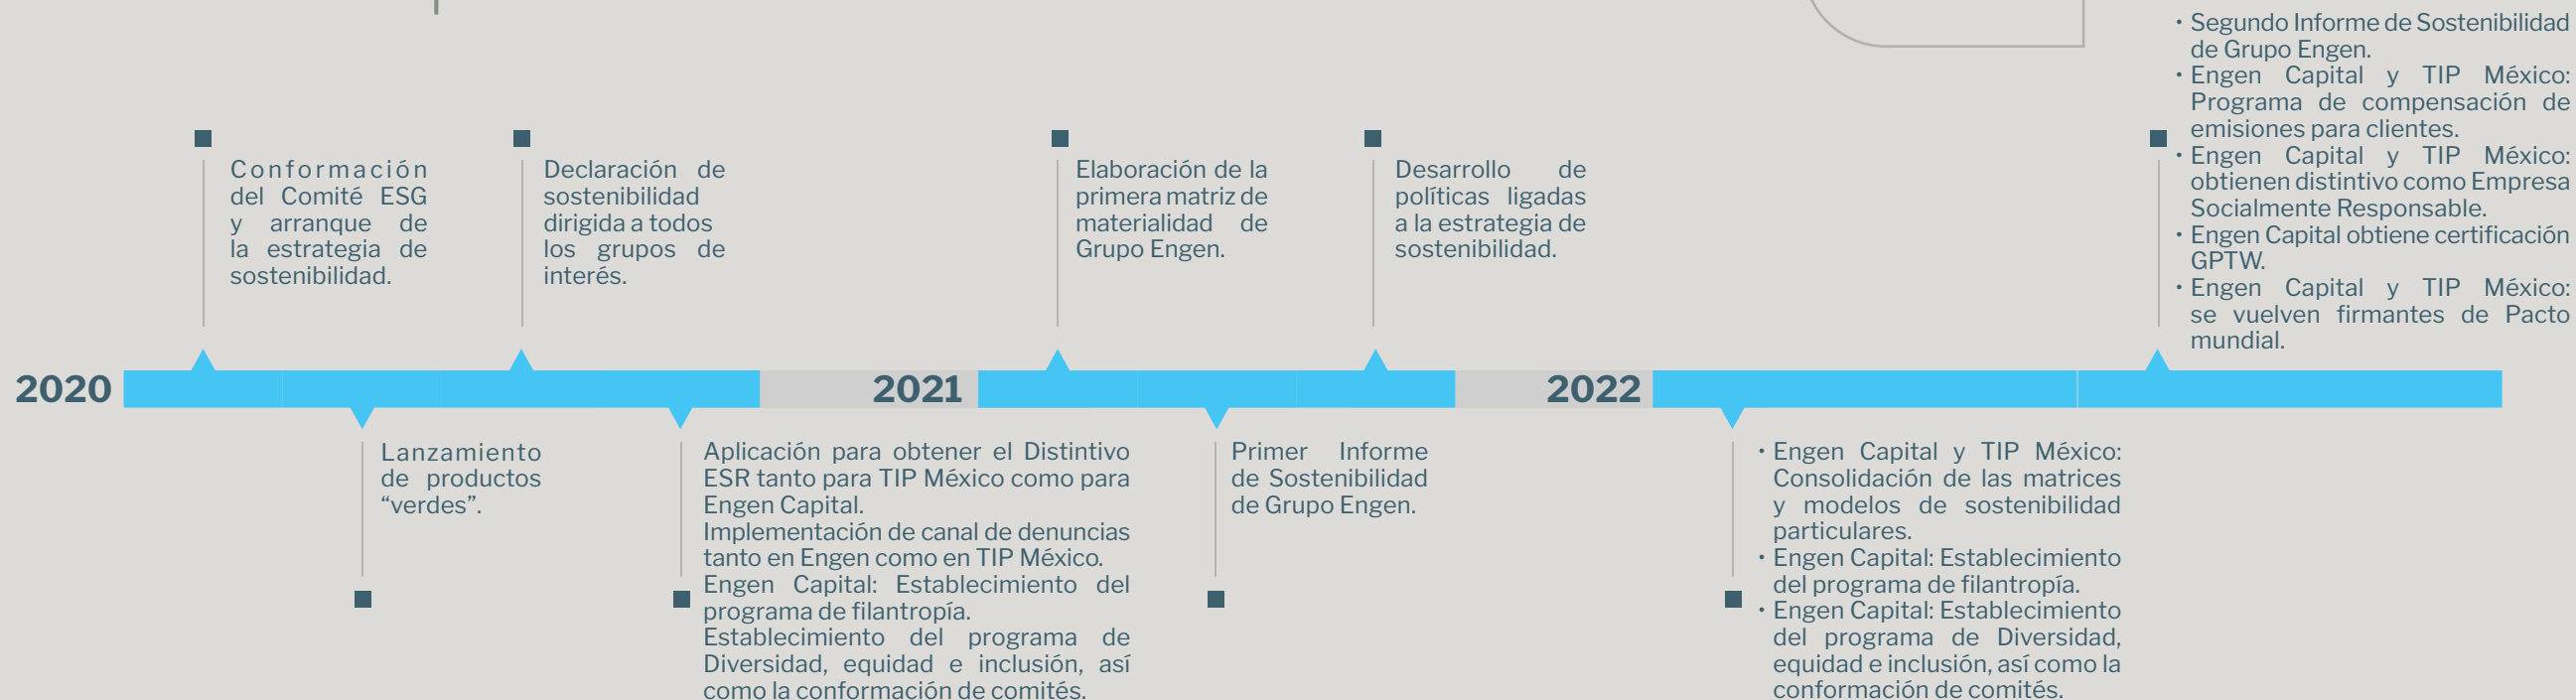 Conformación
del Comité ESG
y arranque de
la estrategia de
sostenibilidad.
Declaración de
sostenibilidad
dirigida a todos
los grupos de
interés.
Elaboración de la
primera matriz de
materialidad de
Grupo Engen.
Desarrollo de
políticas ligadas
a la estrategia de
sostenibilidad.
• Segundo Informe de Sostenibilidad
de Grupo Engen.
• Engen Capital y TIP México:
Programa de compensación de
emisiones para clientes.
• Engen Capital y TIP México:
obtienen distintivo como Empresa
Socialmente Responsable.
• Engen Capital obtiene certificación
GPTW.
• Engen Capital y TIP México:
se vuelven firmantes de Pacto
mundial.
2020
2021
2022
Lanzamiento
de productos
“verdes”.
Aplicación para obtener el Distintivo
ESR tanto para TIP México como para
Engen Capital.
Implementación de canal de denuncias
tanto en Engen como en TIP México.
Engen Capital: Establecimiento del
programa de filantropía.
Establecimiento del programa de
Diversidad, equidad e inclusión, así
como la conformación de comités.
Primer Informe
de Sostenibilidad
de Grupo Engen.
• Engen Capital y TIP México:
Consolidación de las matrices
y modelos de sostenibilidad
particulares.
• Engen Capital: Establecimiento
del programa de filantropía.
• Engen Capital: Establecimiento
del programa de Diversidad,
equidad e inclusión, así como la
conformación de comités.